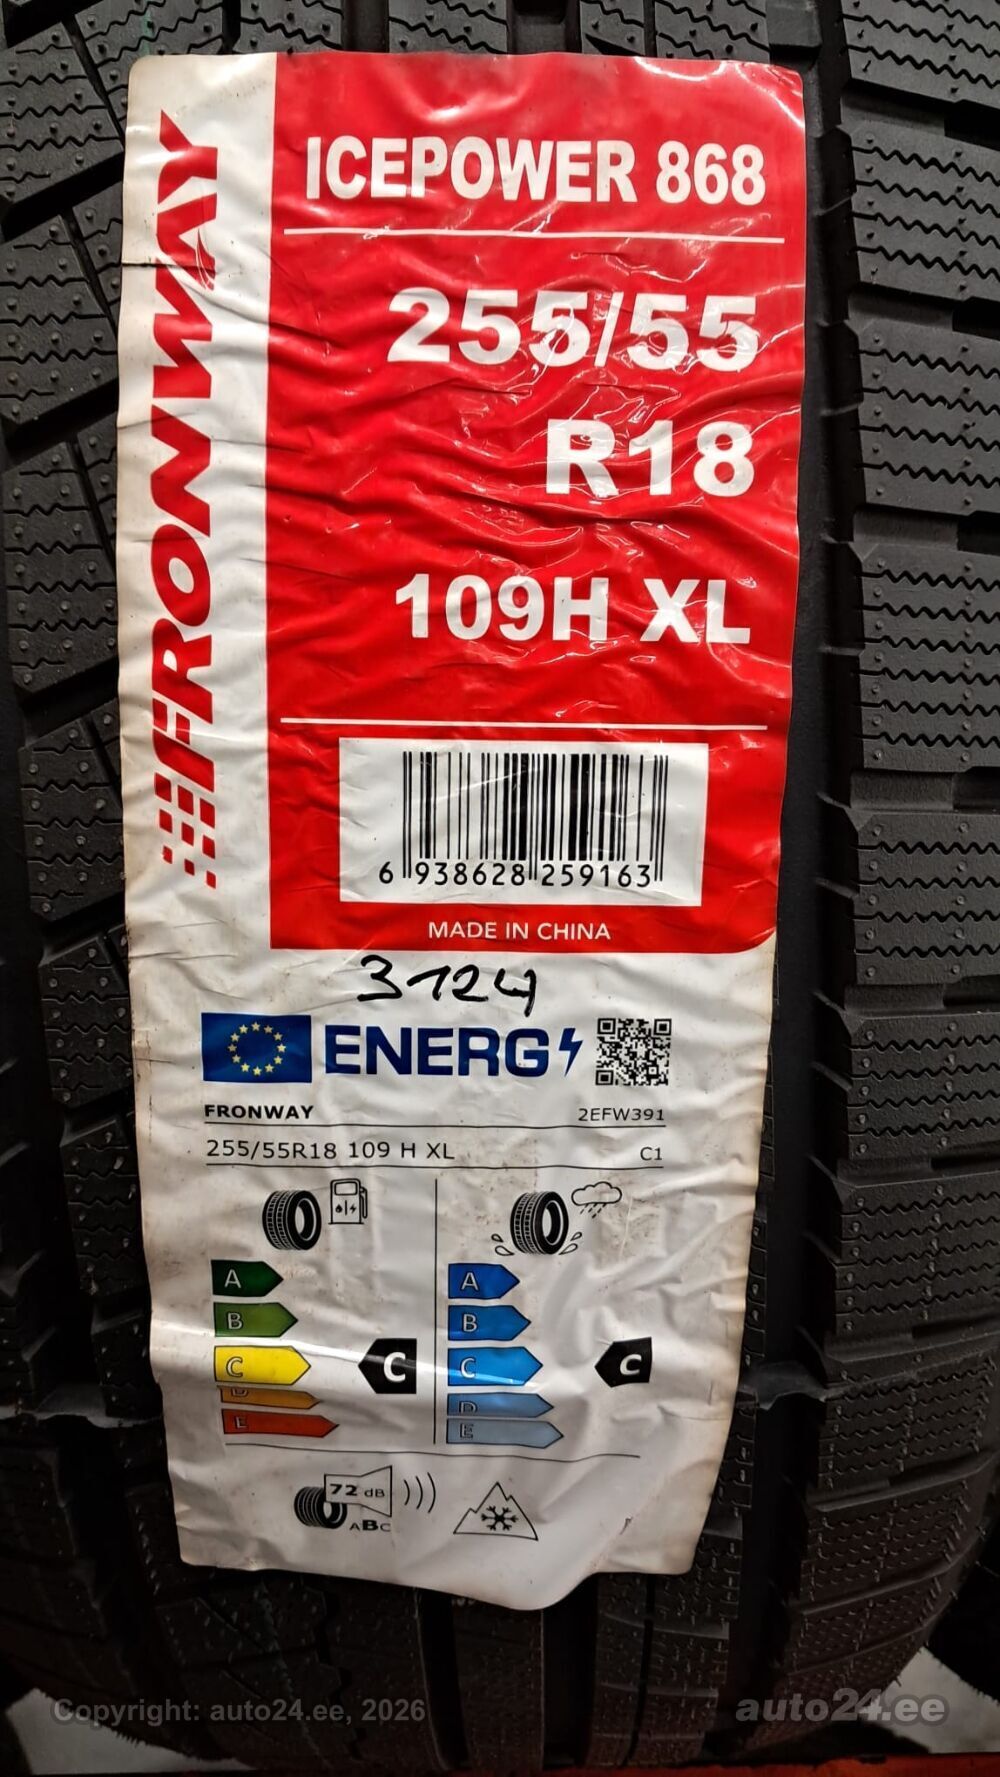 FRONWAY
ICEPOWER 868
255/55
R18
109H XL
6 938628 259163
MADE IN CHINA
3124
ENERG
FRONWAY 2EFW391
255/55R18 109 H XL C1
A A
B B
C C C C
D D
E E
72 dB
ABC
Copyright: auto24.ee, 2026 auto24.ee